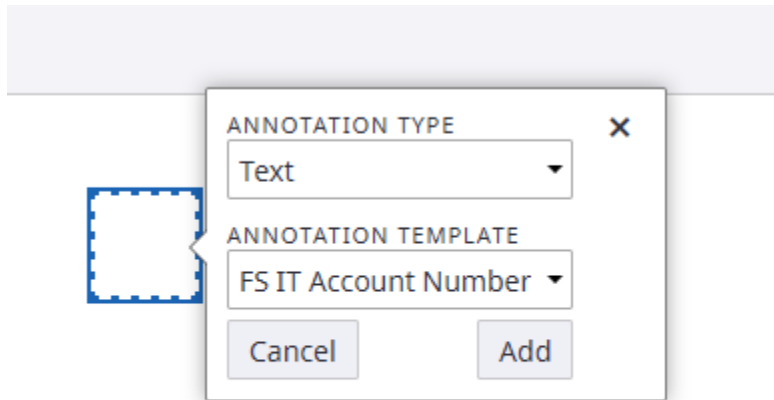 ANNOTATION TYPE
Text
ANNOTATION TEMPLATE
FS IT Account Number
Cancel Add